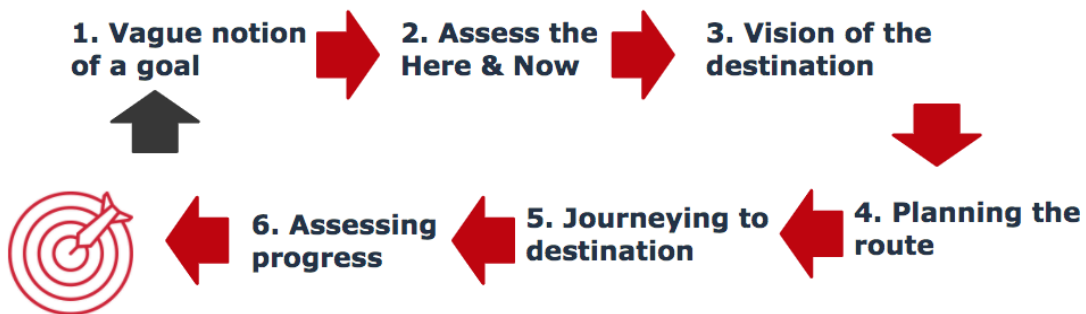 1. Vague notion
of a goal
2. Assess the
Here & Now
3. Vision of the
destination
4. Planning the
route
5. Journeying to
destination
6. Assessing
progress